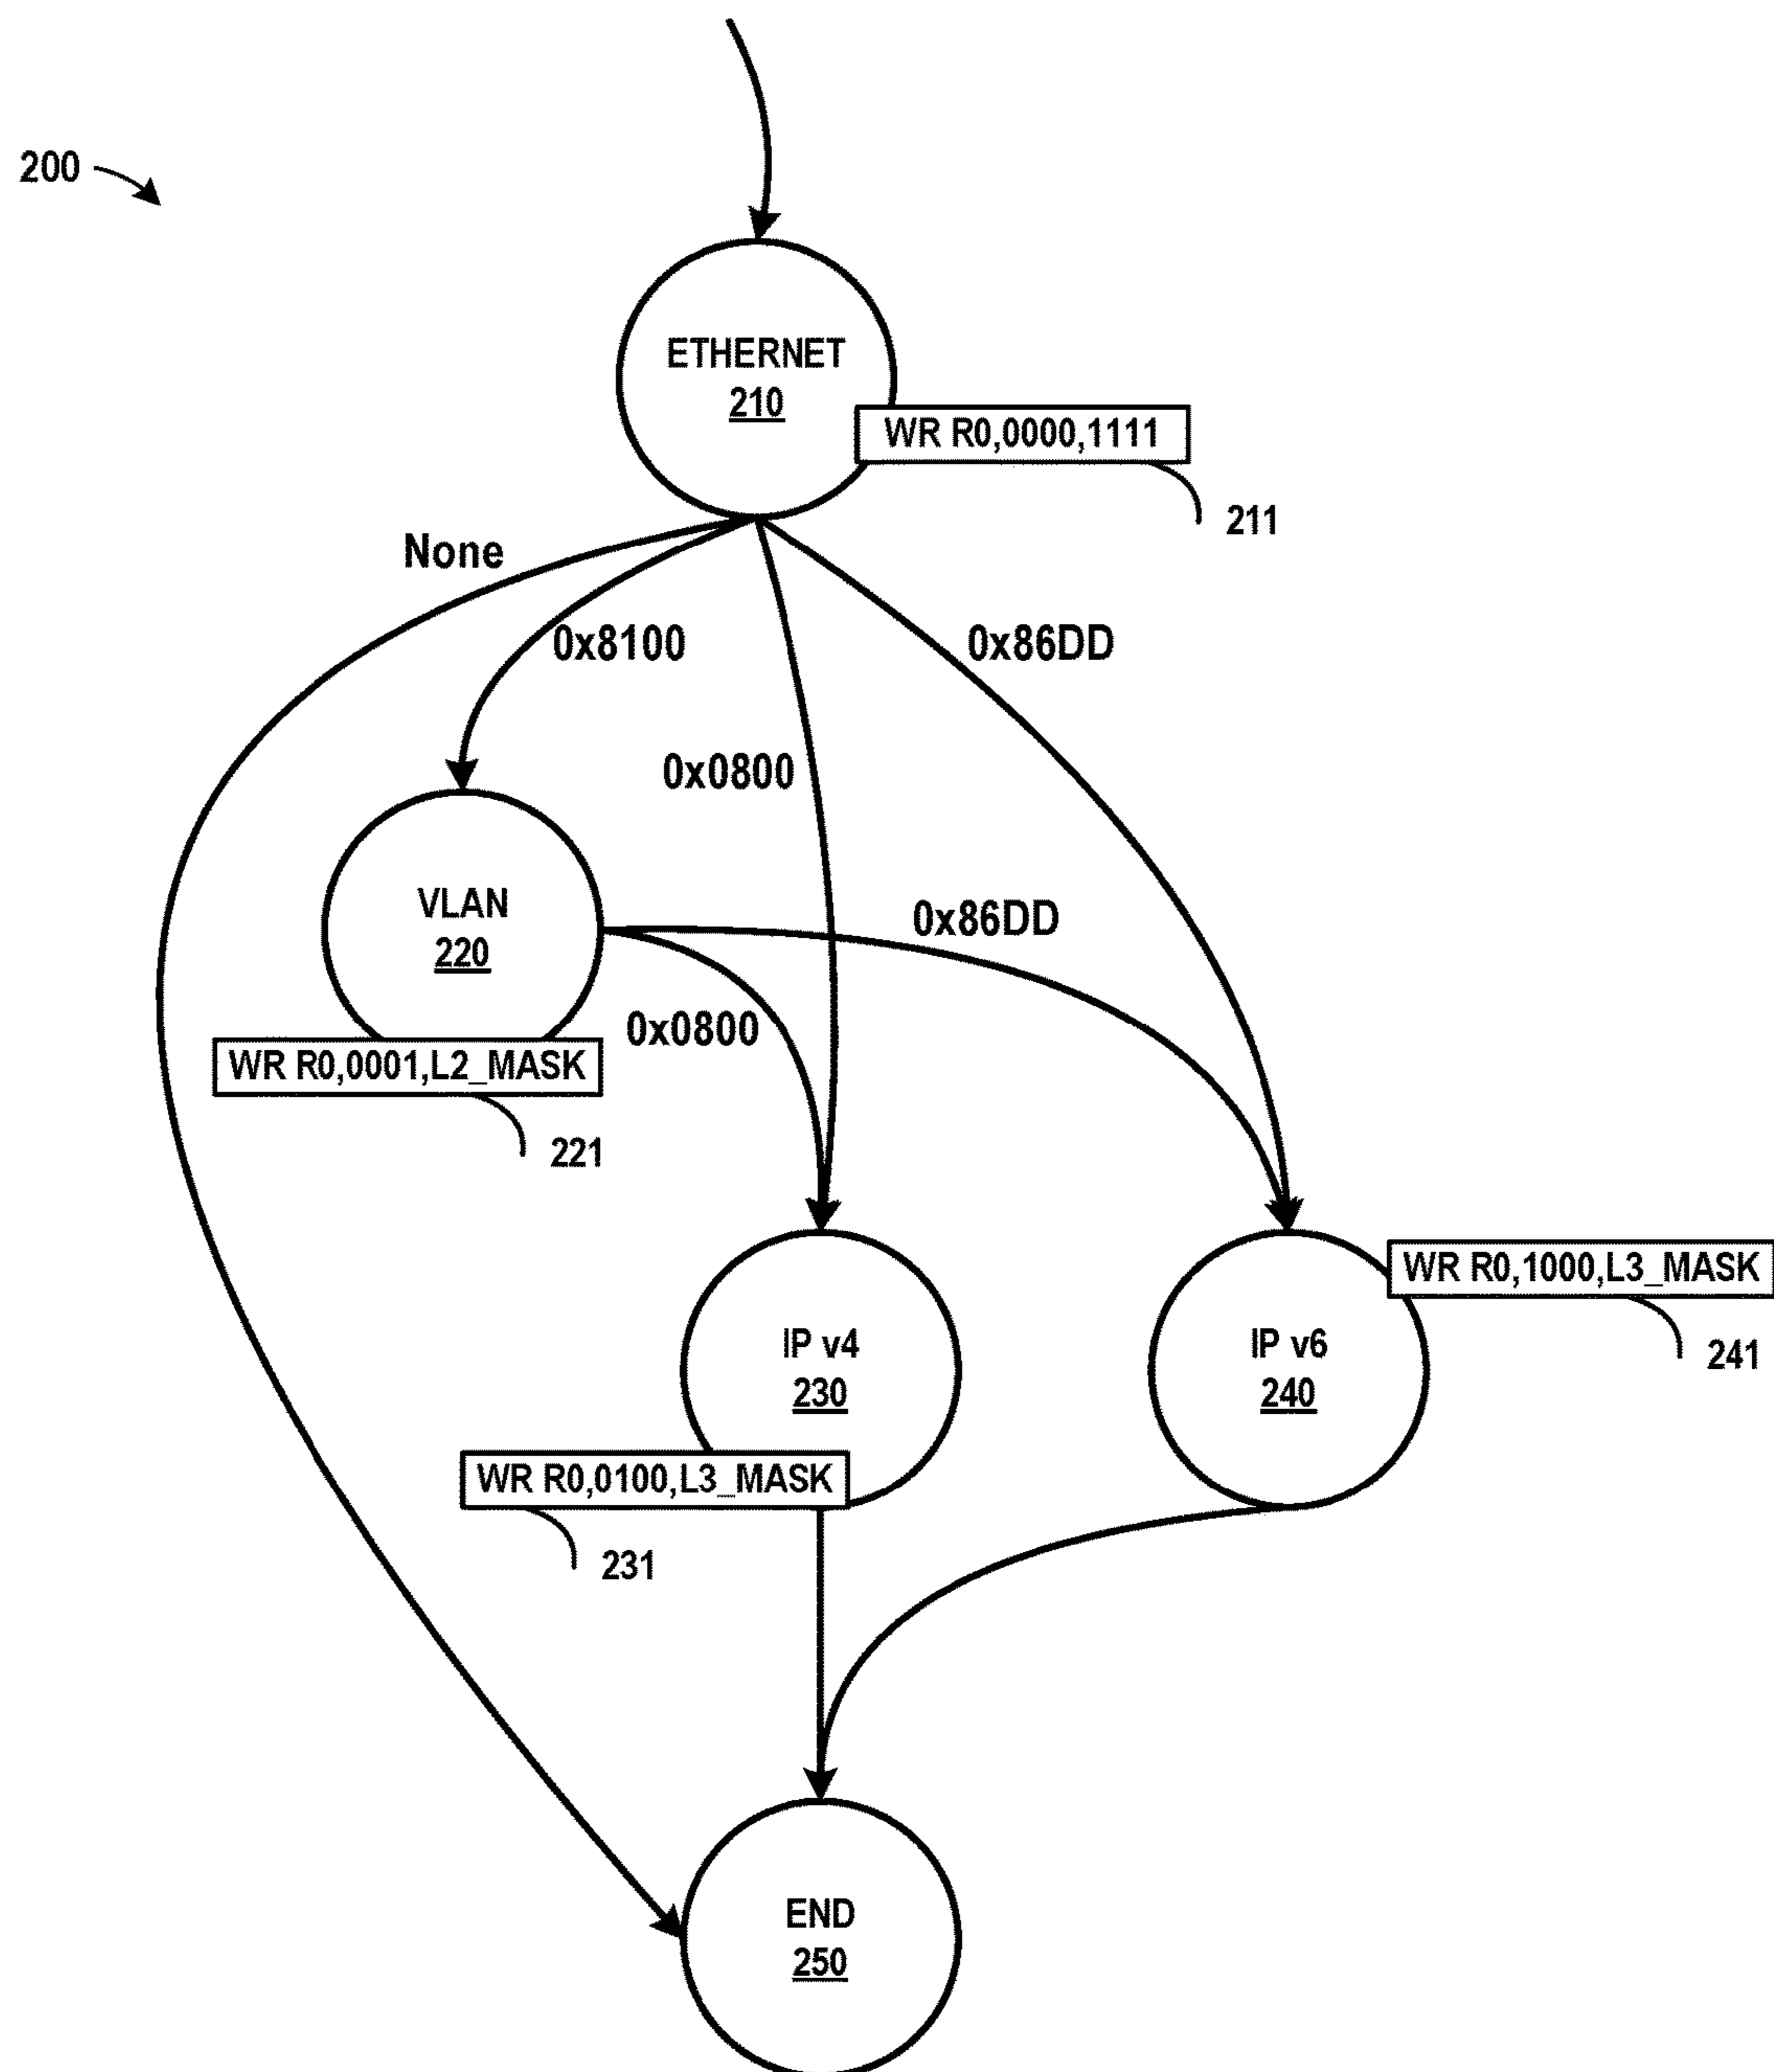 200
ETHERNET
210
WR R0,0000,1111
211
None
0x8100
0x86DD
0x0800
VLAN
220
0x86DD
0x0800
WR R0,0001,L2_MASK
221
WR R0,1000,L3_MASK
IP v4
230
IP v6
240
241
WR R0,0100,L3_MASK
231
END
250